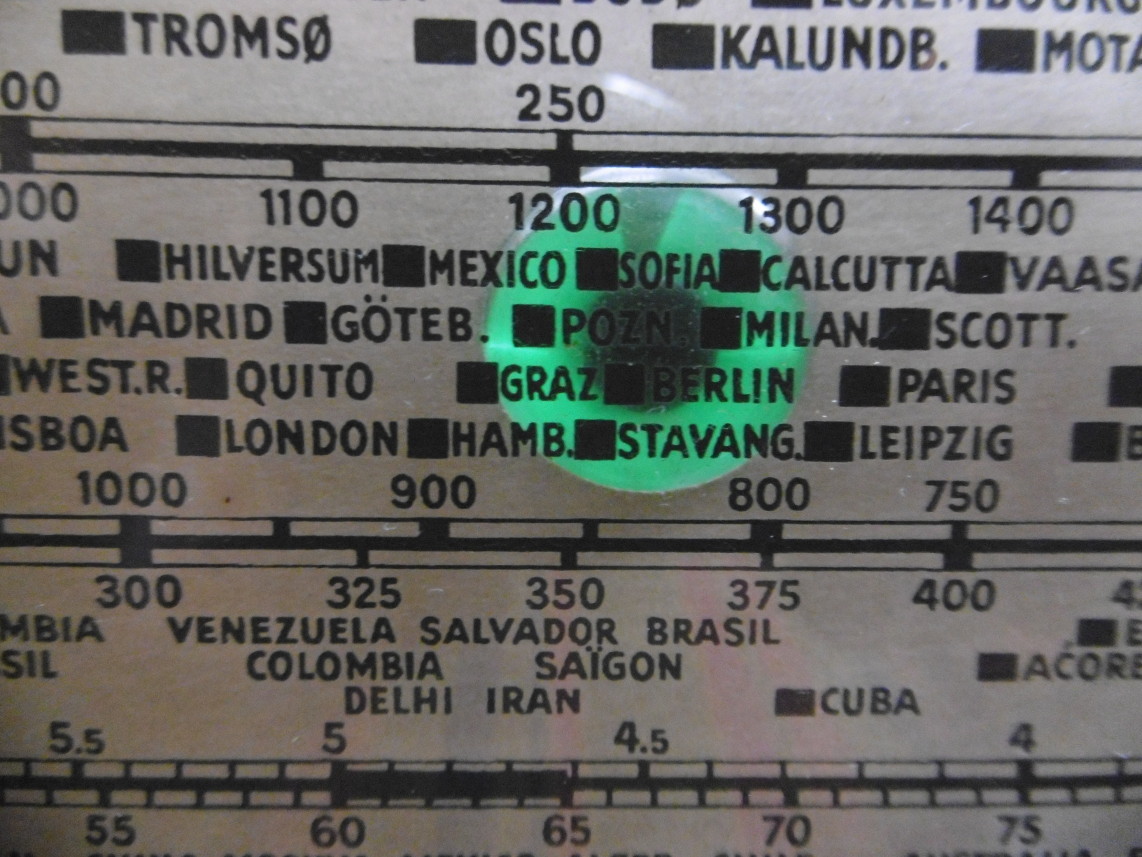 TROMSØ OSLO KALUNDB. MOTA
00 250
000 1100 1200 1300 1400
UN HILVERSUM MEXICO SOFIA CALCUTTA VAASA
A MADRID GÖTEB. POZN. MILAN. SCOTT.
WEST.R. QUITO GRAZ BERLIN PARIS
ISBOA LONDON HAMB. STAVANG. LEIPZIG
1000 900 800 750
300 325 350 375 400
MBIA VENEZUELA SALVADOR BRASIL
SIL COLOMBIA SAÏGON AÇORE
DELHI IRAN CUBA
5.5 5 4.5 4
55 60 65 70 75